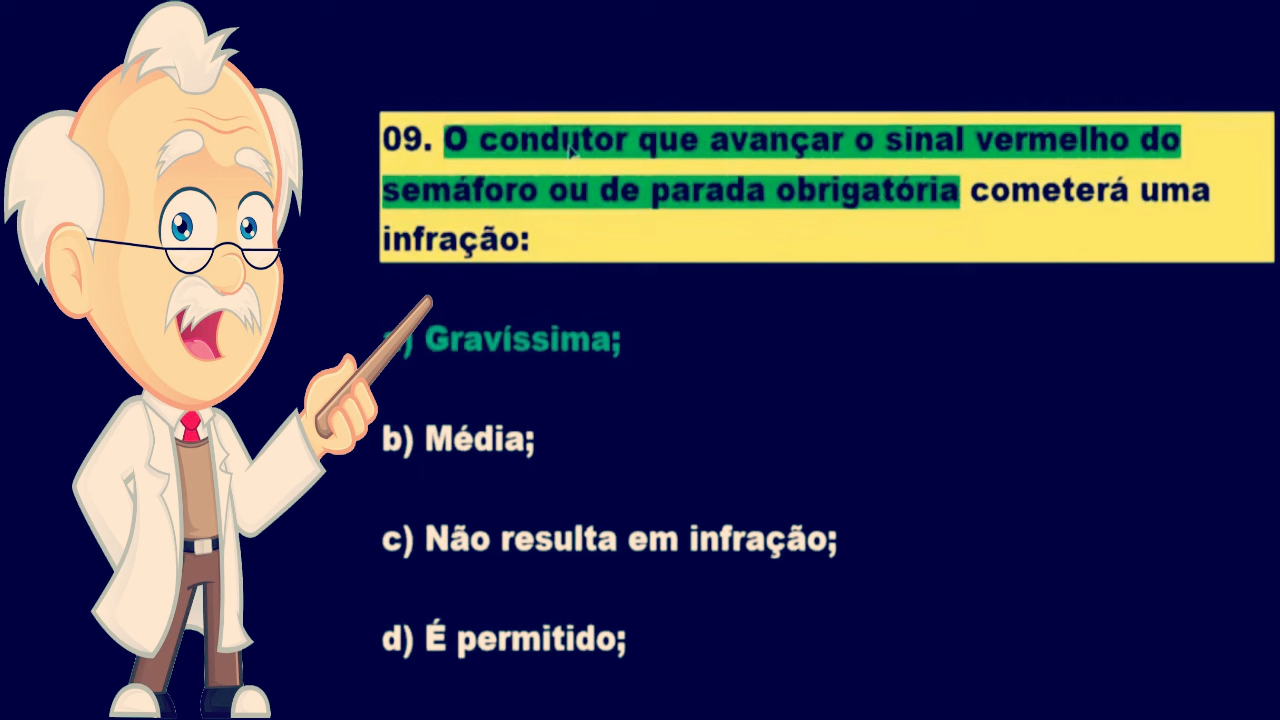 09. O condutor que avançar o sinal vermelho do
semáforo ou de parada obrigatória cometerá uma
infração:
a) Gravíssima;
b) Média;
c) Não resulta em infração;
d) É permitido;